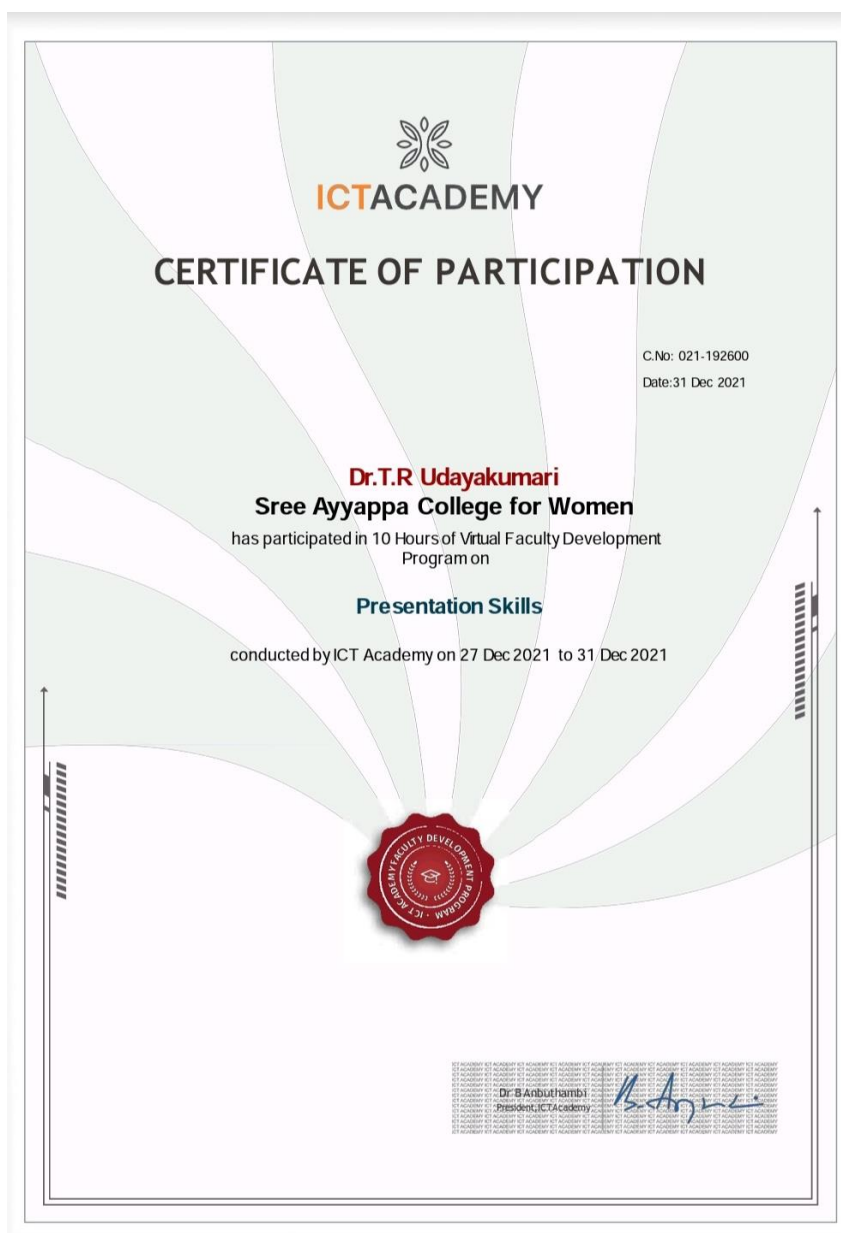 ICTACADEMY
CERTIFICATE OF PARTICIPATION
C.No: 021-192600
Date:31 Dec 2021
Dr.T.R Udayakumari
Sree Ayyappa College for Women
has participated in 10 Hours of Virtual Faculty Development
Program on
Presentation Skills
conducted by ICT Academy on 27 Dec 2021 to 31 Dec 2021
ICT ACADEMY FACULTY DEVELOPMENT PROGRAM
Dr B Anbuthambi
President, ICT Academy